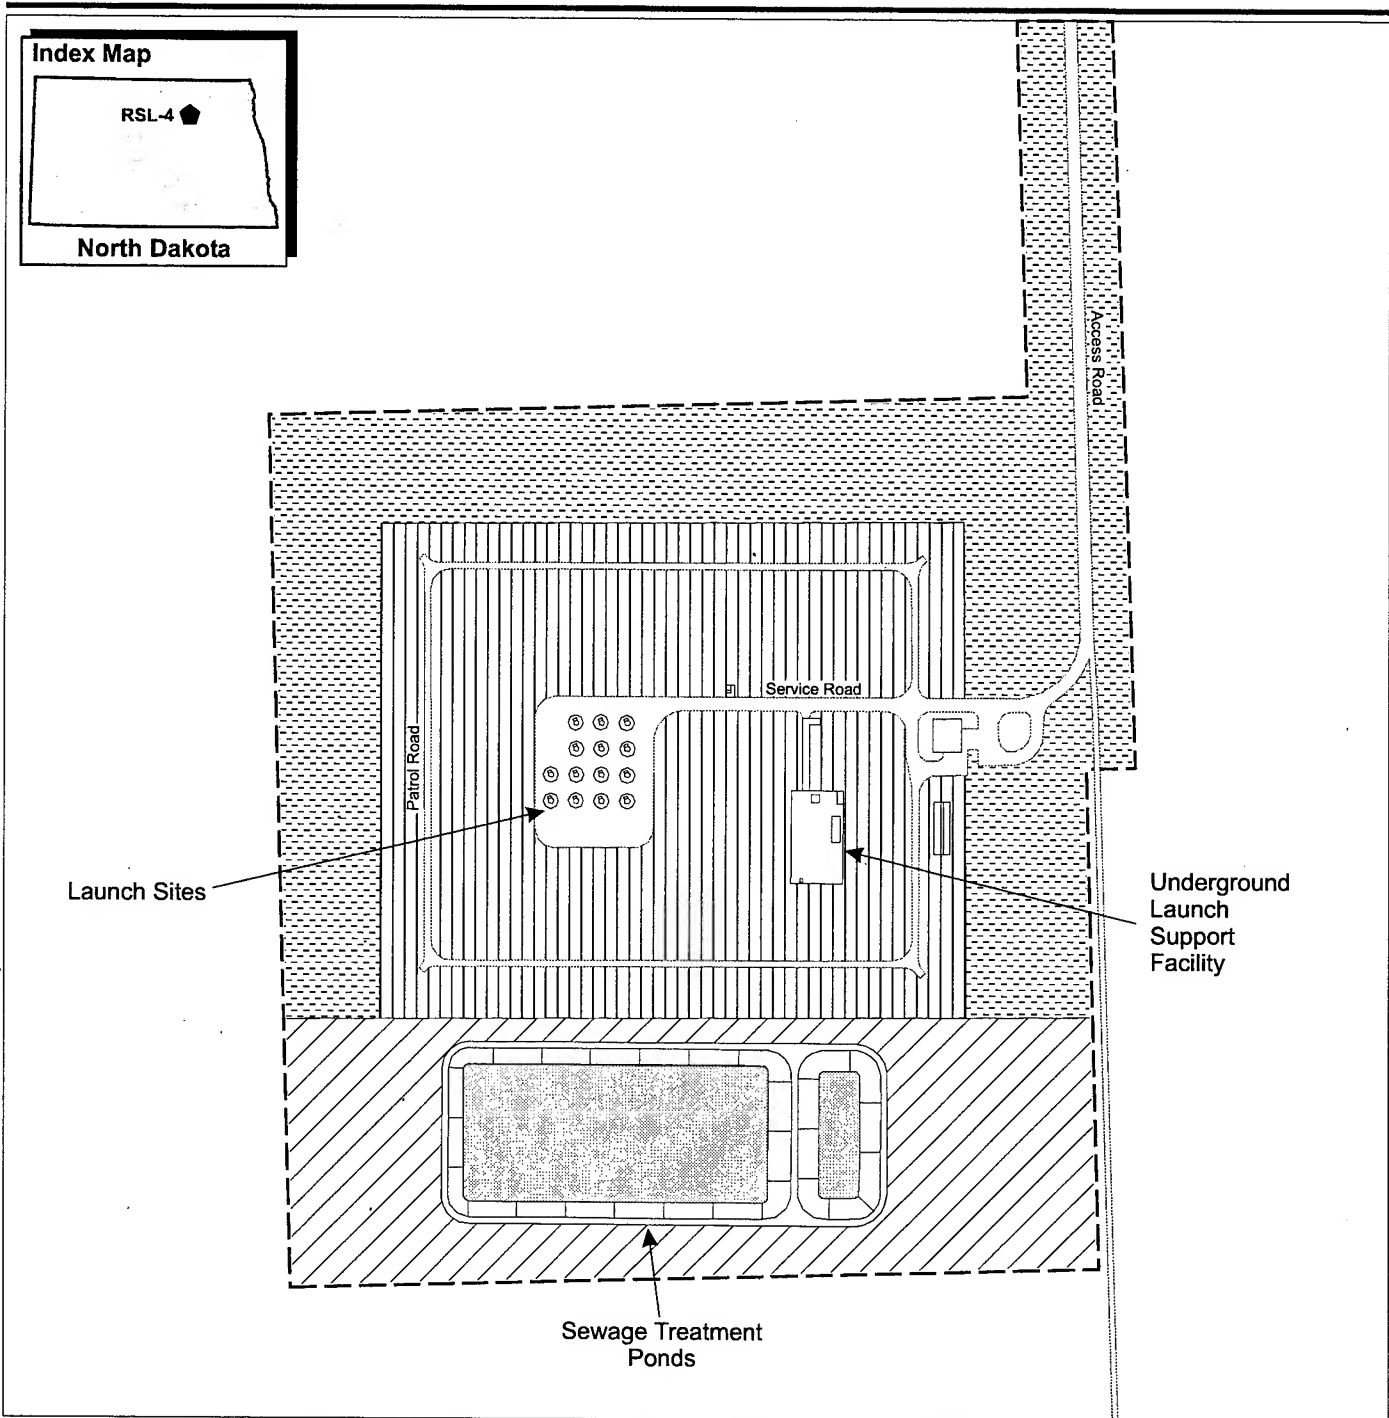 Index Map
RSL-4
North Dakota
Access Road
Service Road
Patrol Road
Launch Sites
Underground
Launch
Support
Facility
Sewage Treatment
Ponds